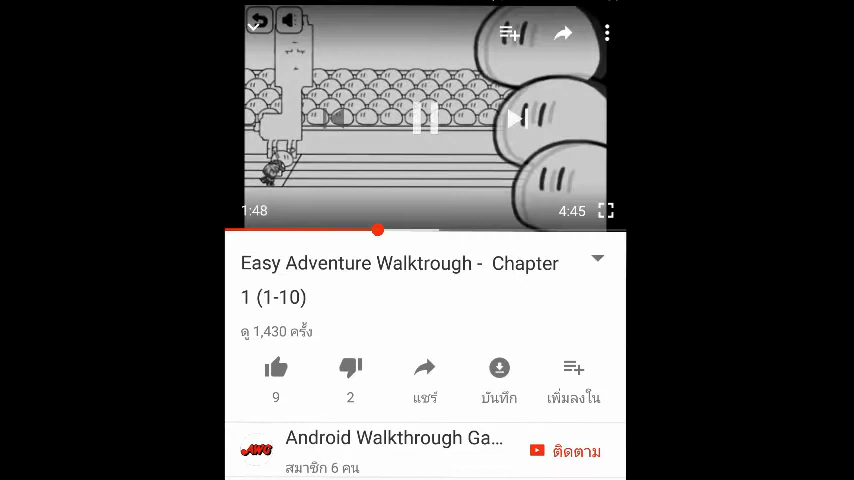 1:48
4:45
Easy Adventure Walktrough - Chapter
1 (1-10)
ดู 1,430 ครั้ง
9
2
แชร์
บันทึก
เพิ่มลงใน
AWG
Android Walkthrough Ga...
ติดตาม
สมาชิก 6 คน